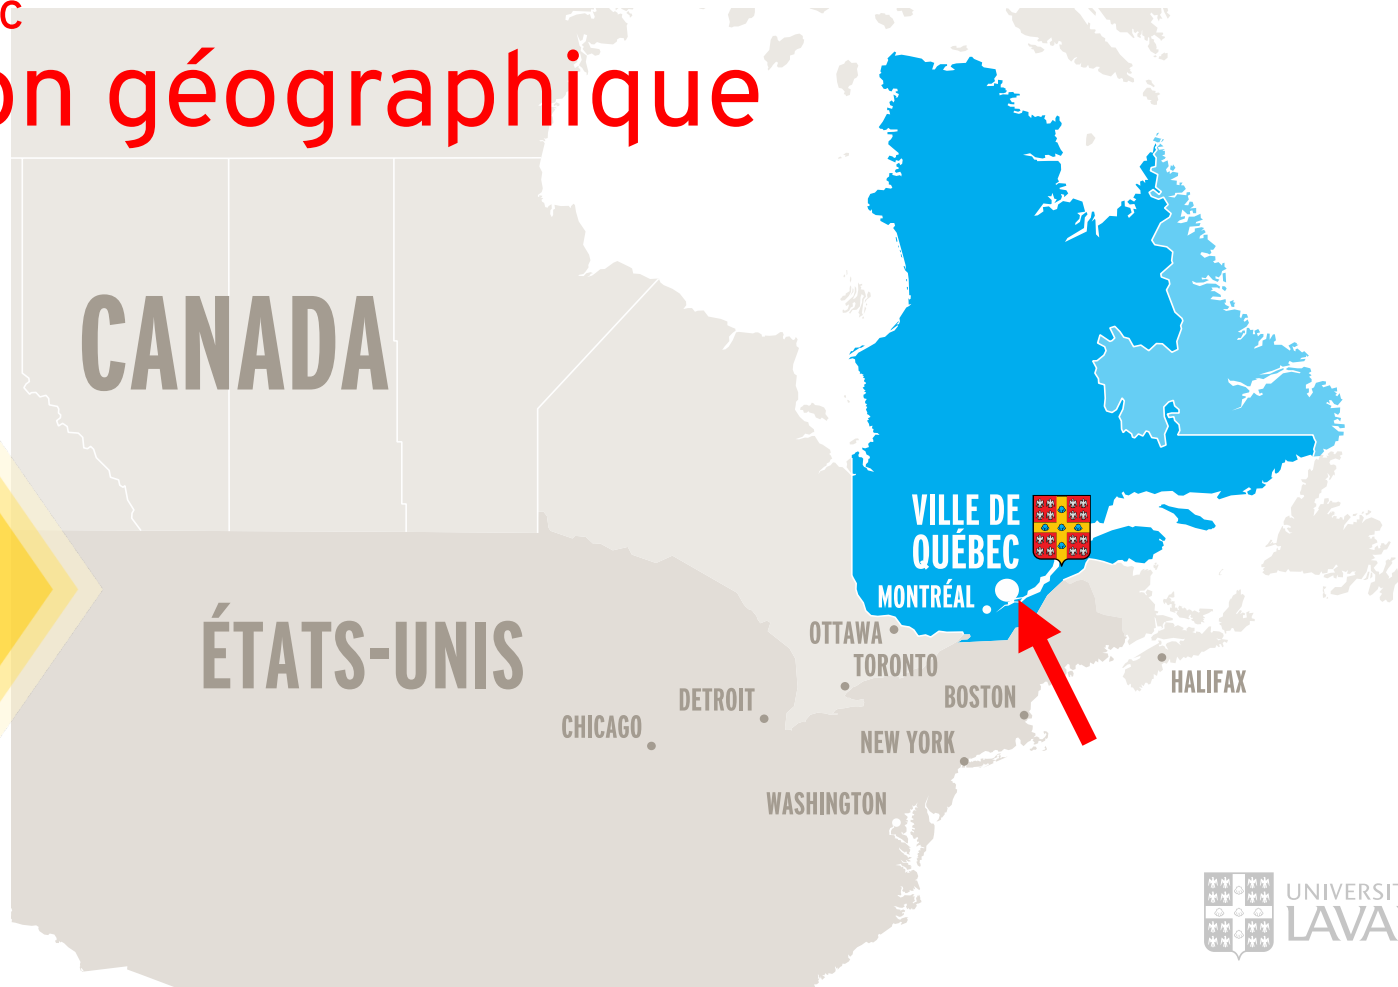 c
on géographique
CANADA
VILLE DE
QUÉBEC
MONTRÉAL
ÉTATS-UNIS
OTTAWA
TORONTO
DETROIT
BOSTON
HALIFAX
CHICAGO
NEW YORK
WASHINGTON
UNIVERSIT
LAVA